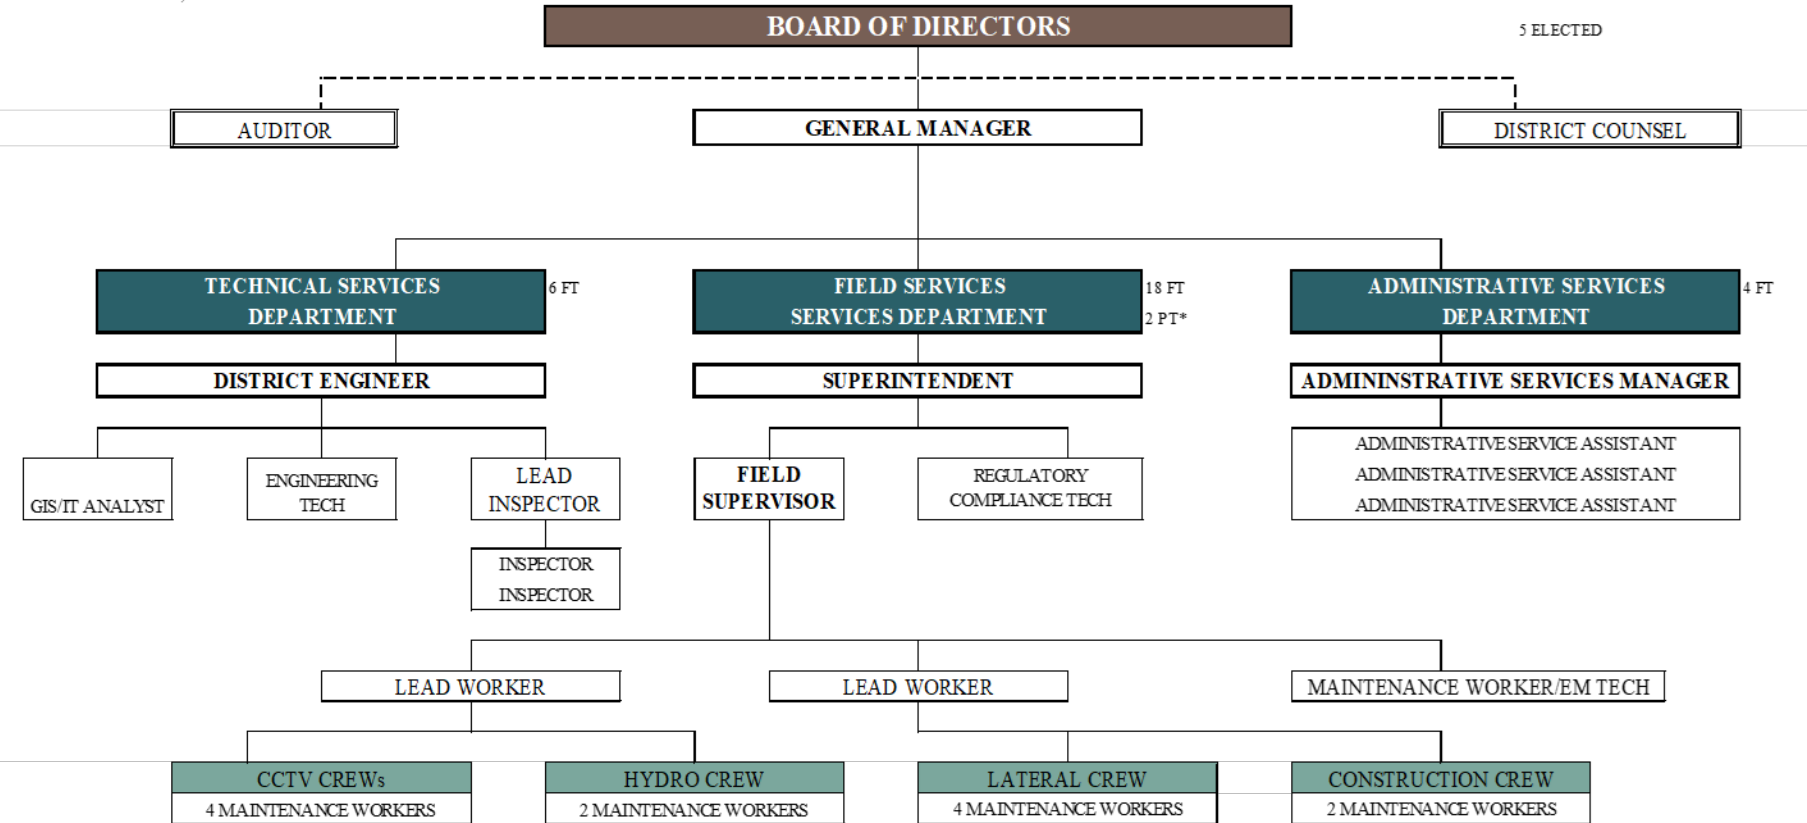 BOARD OF DIRECTORS
5 ELECTED
AUDITOR
GENERAL MANAGER
DISTRICT COUNSEL
TECHNICAL SERVICES
DEPARTMENT
6 FT
FIELD SERVICES
SERVICES DEPARTMENT
18 FT
2 PT*
ADMINISTRATIVE SERVICES
DEPARTMENT
4 FT
DISTRICT ENGINEER
SUPERINTENDENT
ADMININSTRATIVE SERVICES MANAGER
GIS/IT ANALYST
ENGINEERING
TECH
LEAD
INSPECTOR
FIELD
SUPERVISOR
REGULATORY
COMPLIANCE TECH
ADMINISTRATIVE SERVICE ASSISTANT
ADMINISTRATIVE SERVICE ASSISTANT
ADMINISTRATIVE SERVICE ASSISTANT
INSPECTOR
INSPECTOR
LEAD WORKER
LEAD WORKER
MAINTENANCE WORKER/EM TECH
CCTV CREWs
4 MAINTENANCE WORKERS
HYDRO CREW
2 MAINTENANCE WORKERS
LATERAL CREW
4 MAINTENANCE WORKERS
CONSTRUCTION CREW
2 MAINTENANCE WORKERS